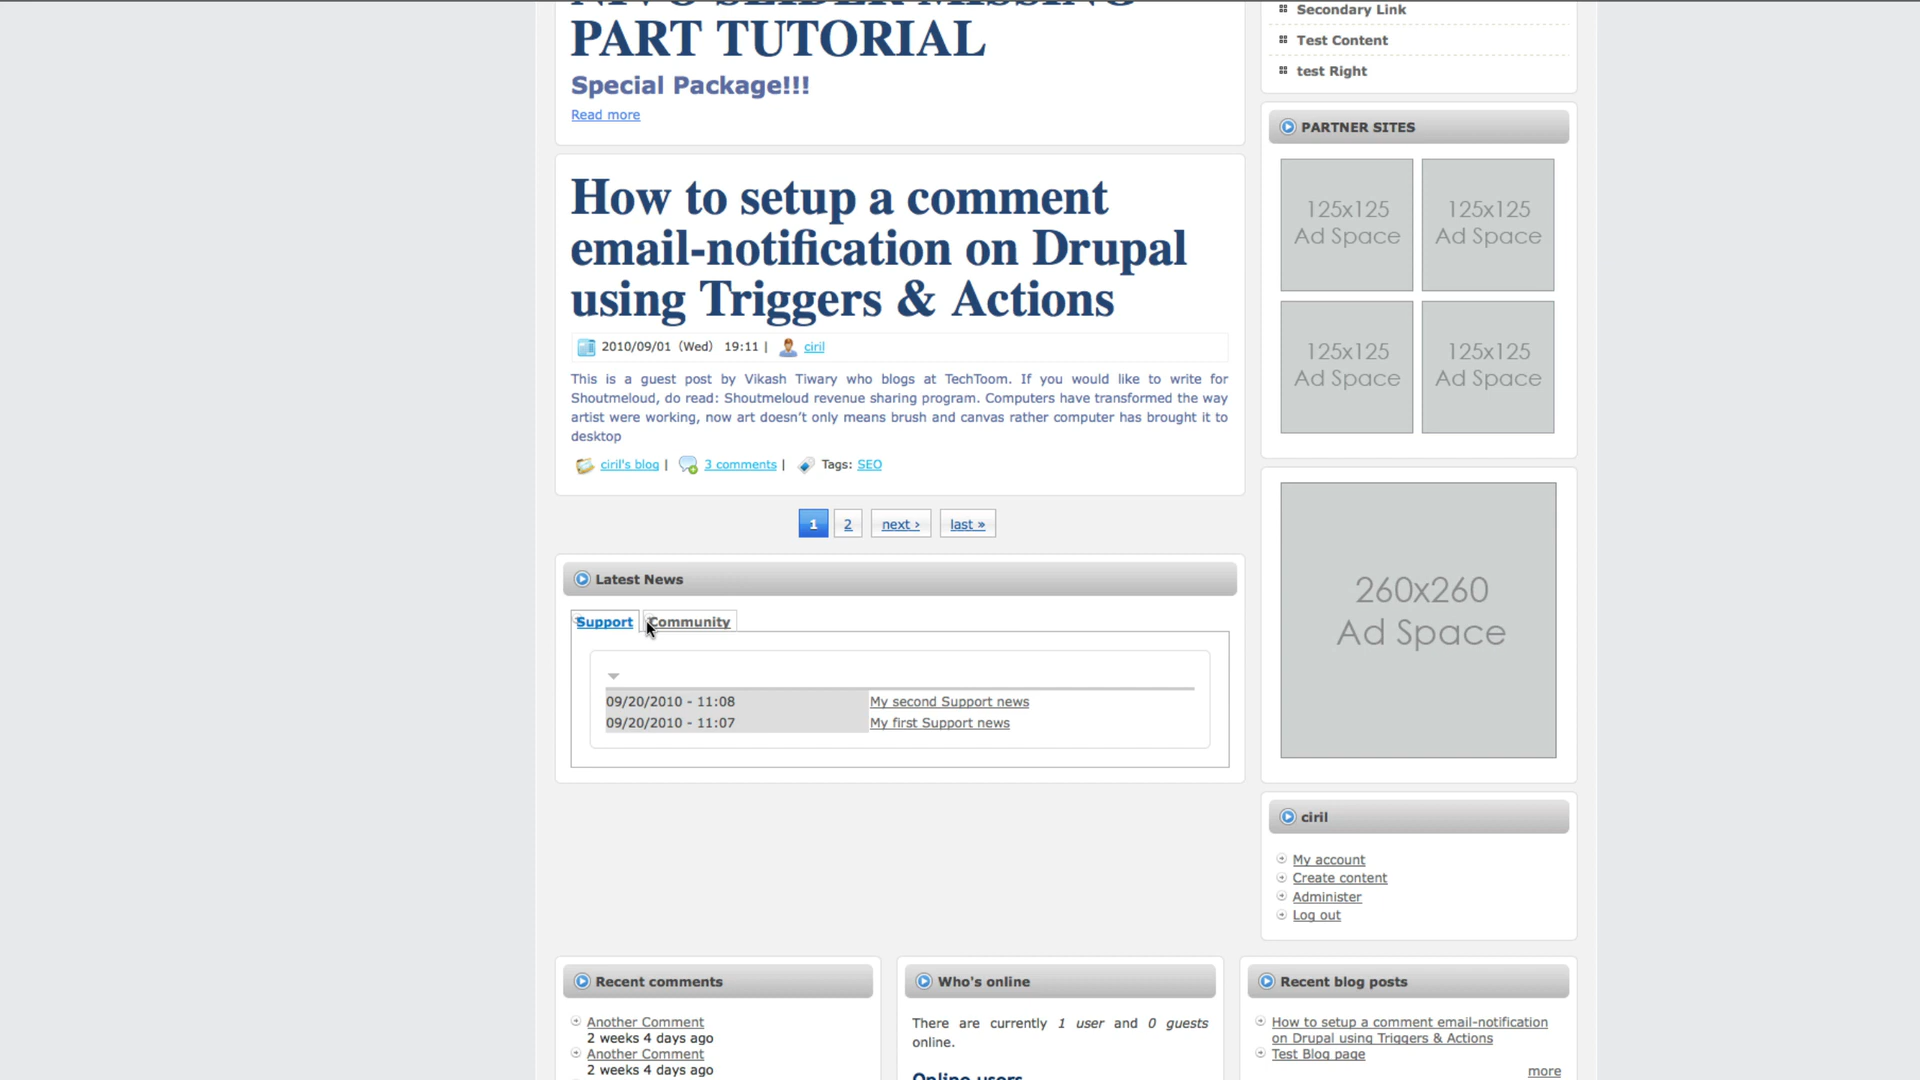 NIVO SLIDER MISSING
PART TUTORIAL
Special Package!!!
Read more
How to setup a comment
email-notification on Drupal
using Triggers & Actions
2010/09/01 (Wed) 19:11 | ciril
This is a guest post by Vikash Tiwary who blogs at TechToom. If you would like to write for
Shoutmeloud, do read: Shoutmeloud revenue sharing program. Computers have transformed the way
artist were working, now art doesn’t only means brush and canvas rather computer has brought it to
desktop
ciril's blog | 3 comments | Tags: SEO
1 2 next › last »
Latest News
Support Community
09/20/2010 - 11:08 My second Support news
09/20/2010 - 11:07 My first Support news
Secondary Link
Test Content
test Right
PARTNER SITES
125x125
Ad Space
125x125
Ad Space
125x125
Ad Space
125x125
Ad Space
260x260
Ad Space
ciril
My account
Create content
Administer
Log out
Recent comments
Another Comment
2 weeks 4 days ago
Another Comment
2 weeks 4 days ago
Who's online
There are currently 1 user and 0 guests
online.
Online users
Recent blog posts
How to setup a comment email-notification
on Drupal using Triggers & Actions
Test Blog page
more